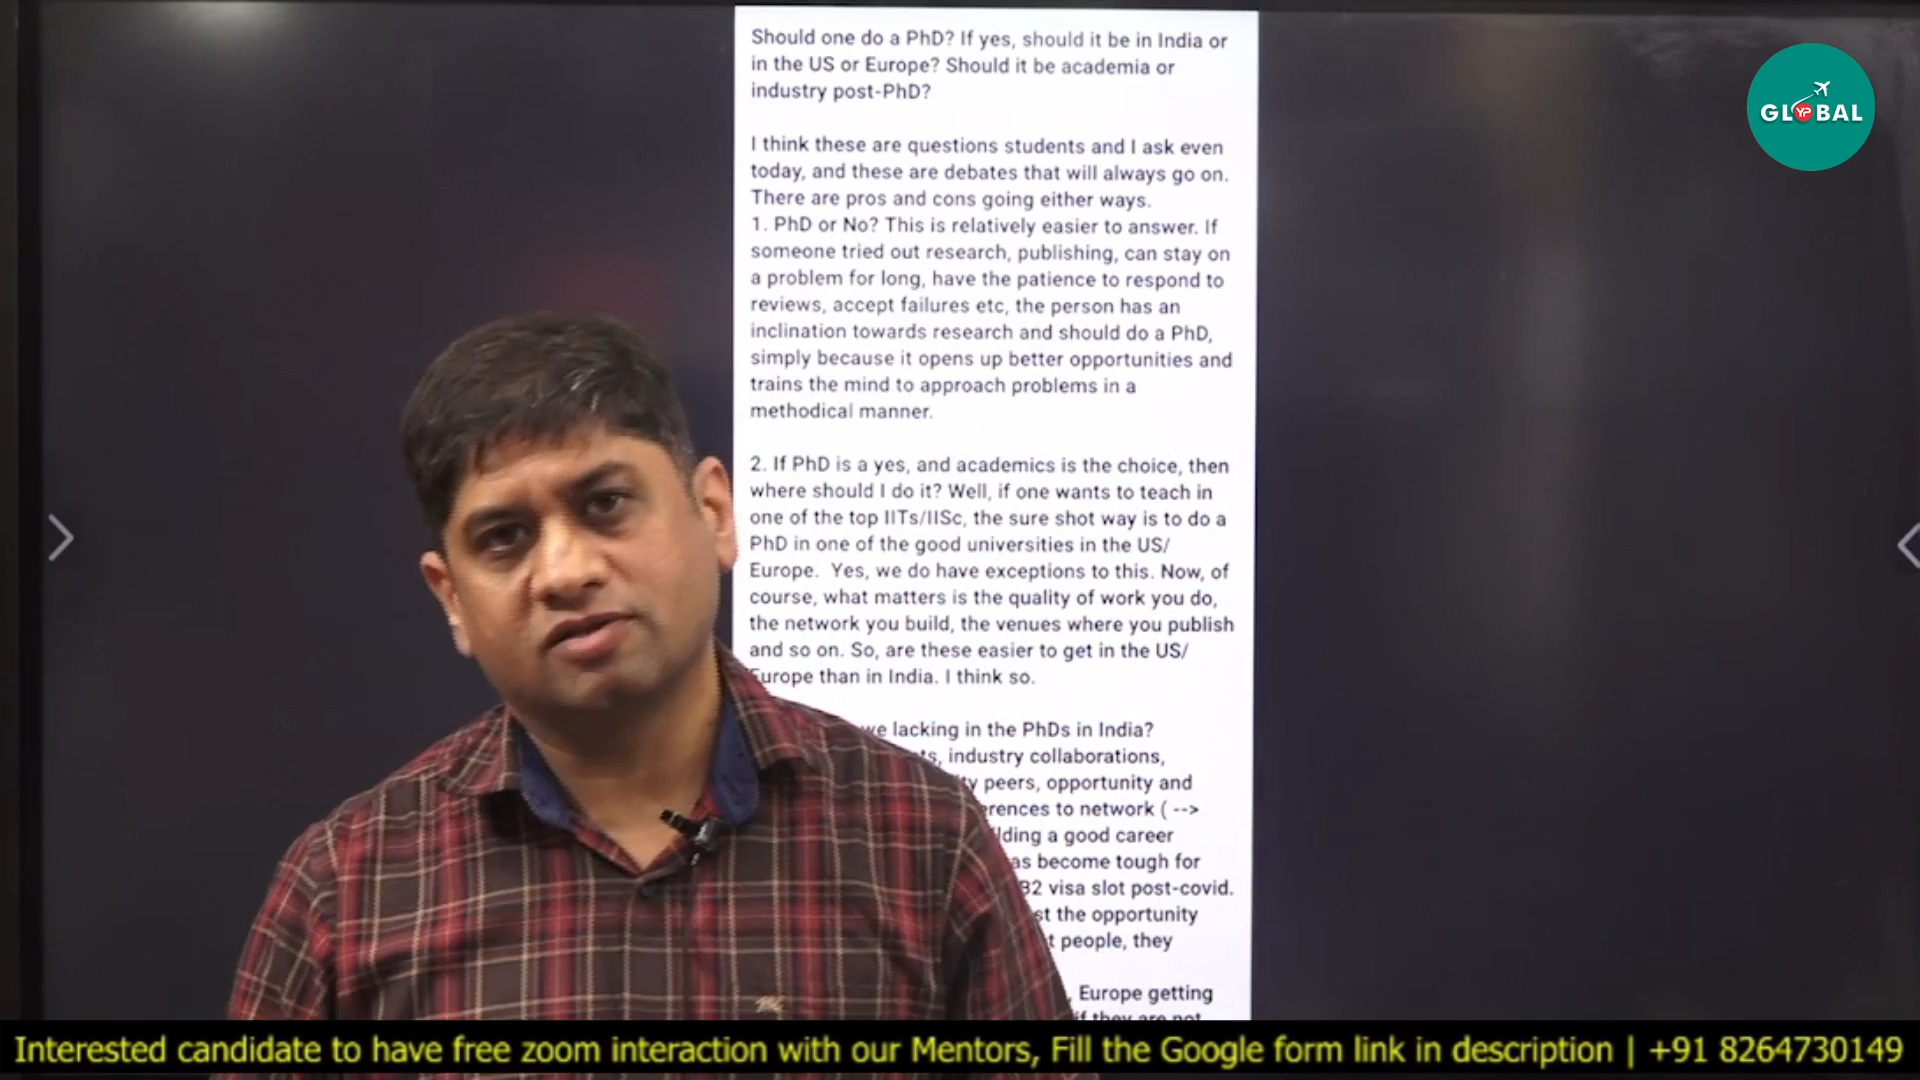 Should one do a PhD? If yes, should it be in India or
in the US or Europe? Should it be academia or
industry post-PhD?
I think these are questions students and I ask even
today, and these are debates that will always go on.
There are pros and cons going either ways.
1. PhD or No? This is relatively easier to answer. If
someone tried out research, publishing, can stay on
a problem for long, have the patience to respond to
reviews, accept failures etc, the person has an
inclination towards research and should do a PhD,
simply because it opens up better opportunities and
trains the mind to approach problems in a
methodical manner.
2. If PhD is a yes, and academics is the choice, then
where should I do it? Well, if one wants to teach in
one of the top IITs/IISc, the sure shot way is to do a
PhD in one of the good universities in the US/
Europe. Yes, we do have exceptions to this. Now, of
course, what matters is the quality of work you do,
the network you build, the venues where you publish
and so on. So, are these easier to get in the US/
Europe than in India. I think so.
we lacking in the PhDs in India?
industry collaborations,
peers, opportunity and
to network ( -->
a good career
become tough for
visa slot post-covid.
the opportunity
people, they
Europe getting
if they are not
GLOBAL
YP
Interested candidate to have free zoom interaction with our Mentors, Fill the Google form link in description | +91 8264730149